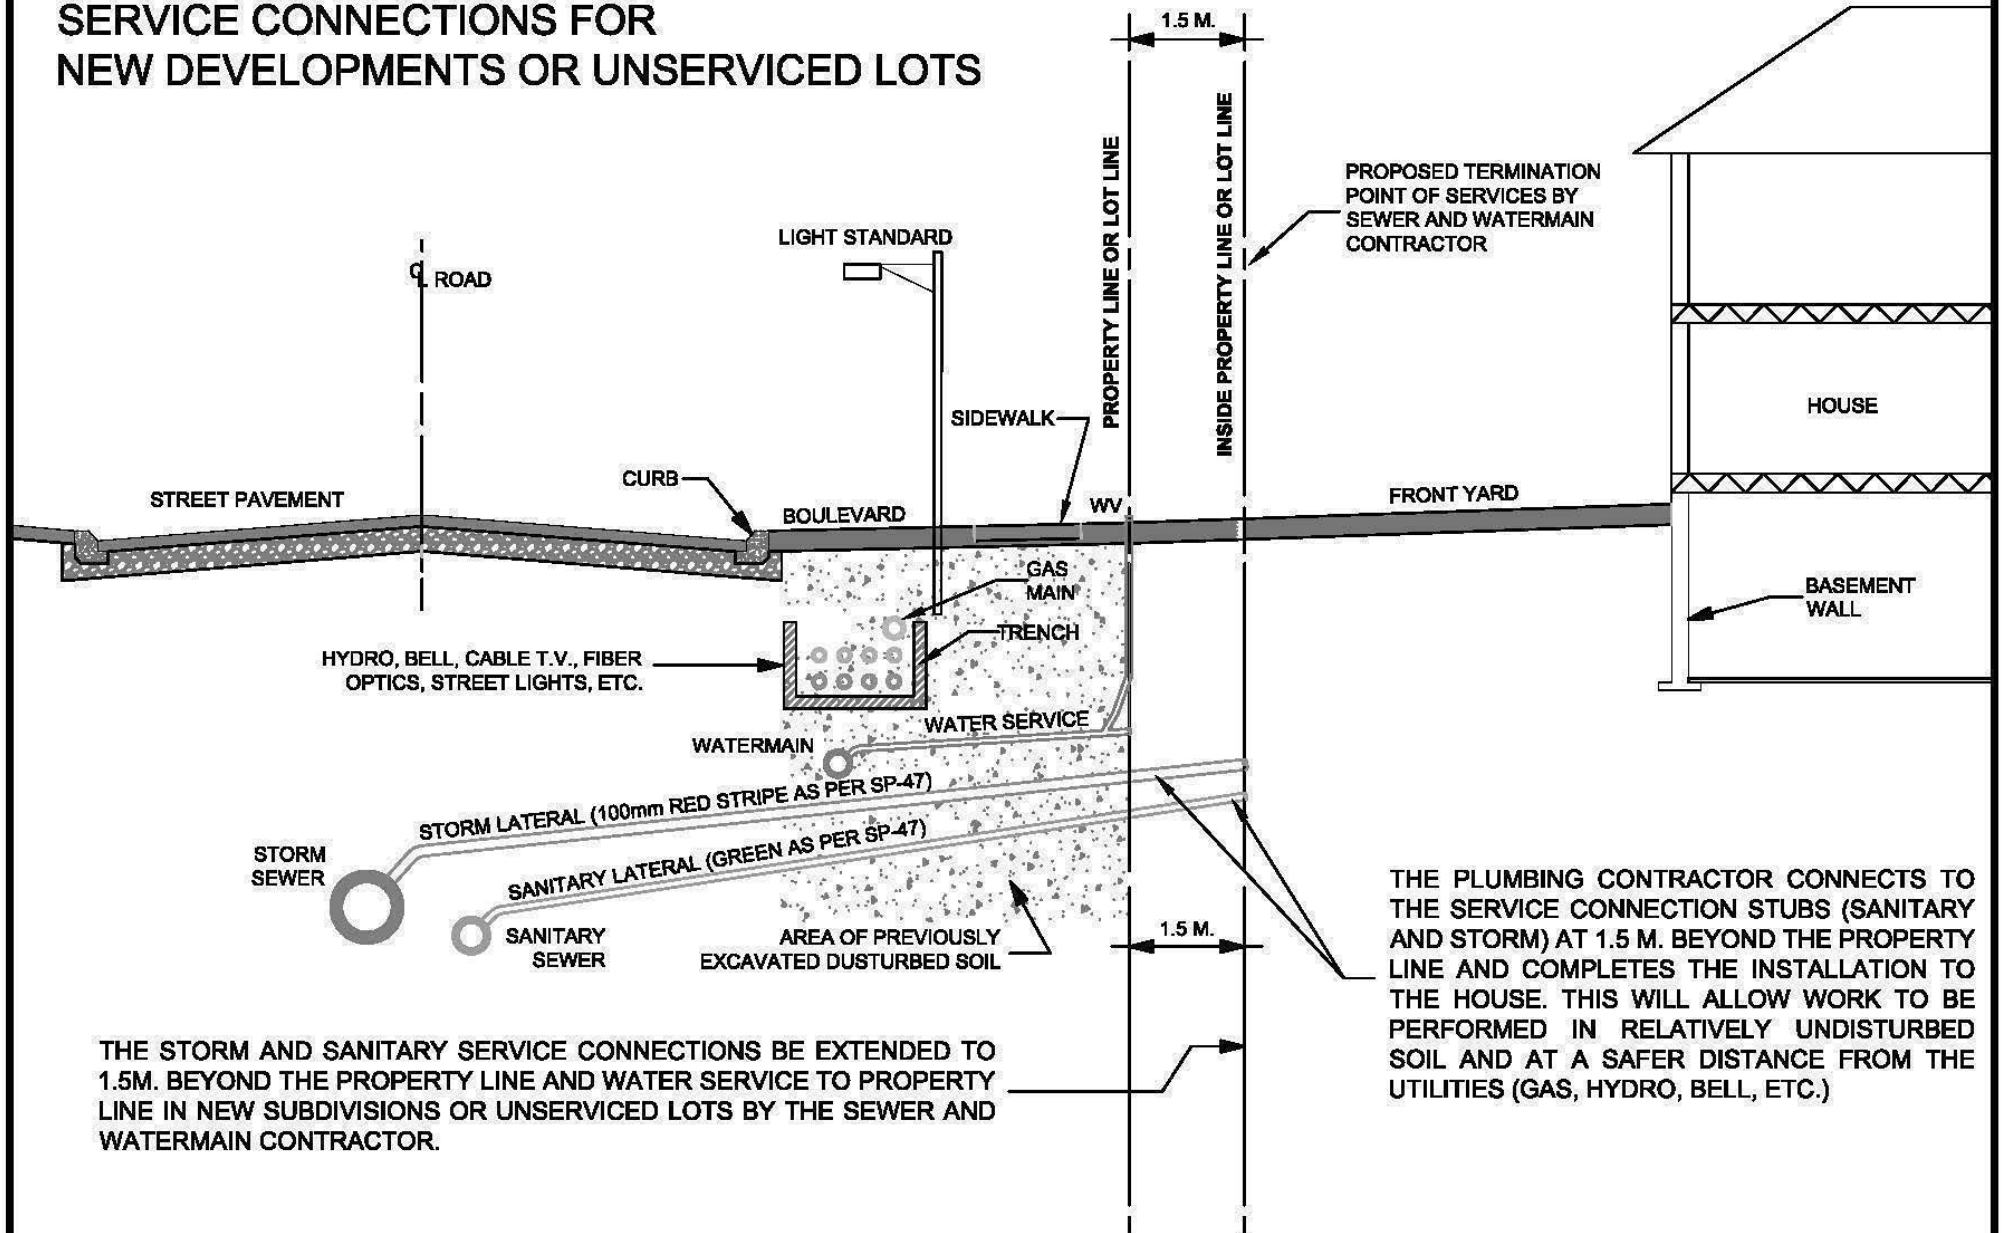 SERVICE CONNECTIONS FOR
NEW DEVELOPMENTS OR UNSERVICED LOTS
1.5 M.
PROPERTY LINE OR LOT LINE
INSIDE PROPERTY LINE OR LOT LINE
PROPOSED TERMINATION
POINT OF SERVICES BY
SEWER AND WATERMAIN
CONTRACTOR
LIGHT STANDARD
℄ ROAD
SIDEWALK
HOUSE
CURB
STREET PAVEMENT
BOULEVARD
WV
FRONT YARD
GAS
MAIN
TRENCH
BASEMENT
WALL
HYDRO, BELL, CABLE T.V., FIBER
OPTICS, STREET LIGHTS, ETC.
WATER SERVICE
WATERMAIN
STORM LATERAL (100mm RED STRIPE AS PER SP-47)
SANITARY LATERAL (GREEN AS PER SP-47)
STORM
SEWER
SANITARY
SEWER
AREA OF PREVIOUSLY
EXCAVATED DUSTURBED SOIL
1.5 M.
THE PLUMBING CONTRACTOR CONNECTS TO
THE SERVICE CONNECTION STUBS (SANITARY
AND STORM) AT 1.5 M. BEYOND THE PROPERTY
LINE AND COMPLETES THE INSTALLATION TO
THE HOUSE. THIS WILL ALLOW WORK TO BE
PERFORMED IN RELATIVELY UNDISTURBED
SOIL AND AT A SAFER DISTANCE FROM THE
UTILITIES (GAS, HYDRO, BELL, ETC.)
THE STORM AND SANITARY SERVICE CONNECTIONS BE EXTENDED TO
1.5M. BEYOND THE PROPERTY LINE AND WATER SERVICE TO PROPERTY
LINE IN NEW SUBDIVISIONS OR UNSERVICED LOTS BY THE SEWER AND
WATERMAIN CONTRACTOR.